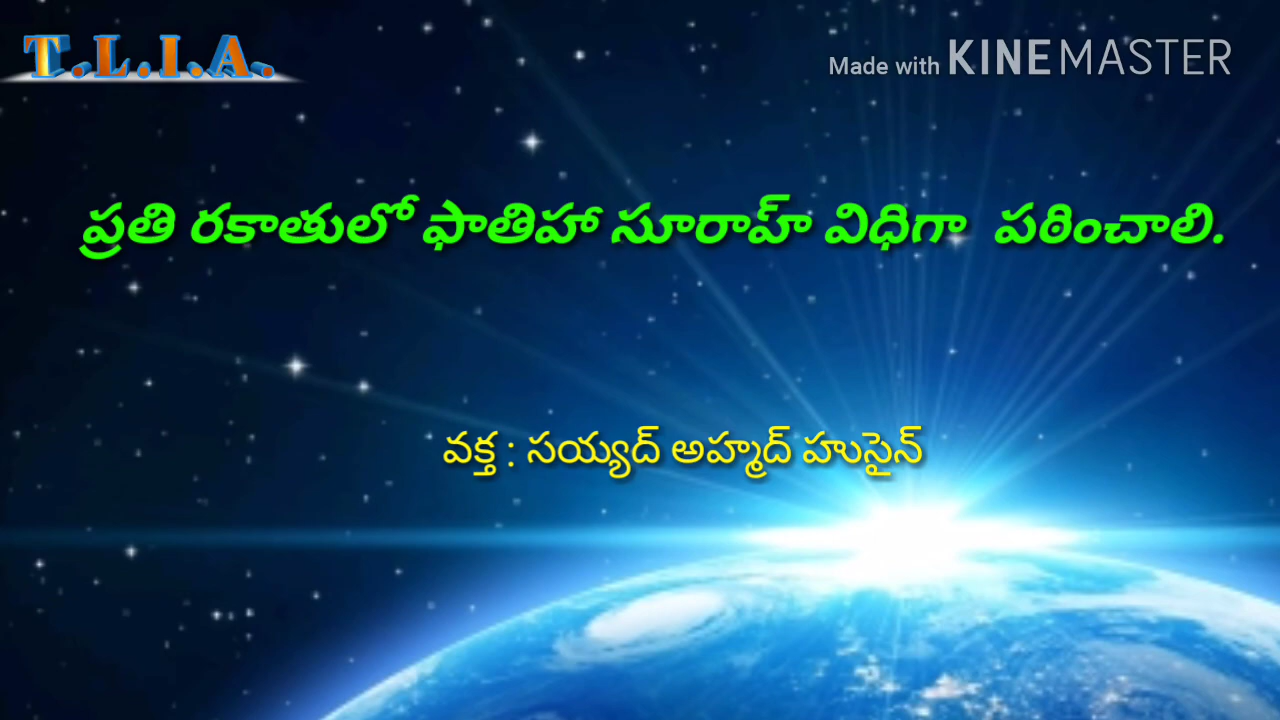 T.L.I.A.
Made with KINEMASTER
ప్రతి రకాతులో ఫాతిహా సూరాహ్ విధిగా పఠించాలి.
వక్త : సయ్యద్ అహ్మద్ హుసైన్